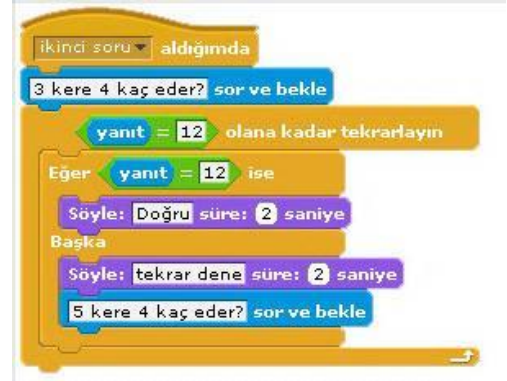 ikinci soru aldığımda
3 kere 4 kaç eder? sor ve bekle
yanıt = 12 olana kadar tekrarlayın
Eğer yanıt = 12 ise
Söyle: Doğru süre: 2 saniye
Başka
Söyle: tekrar dene süre: 2 saniye
5 kere 4 kaç eder? sor ve bekle